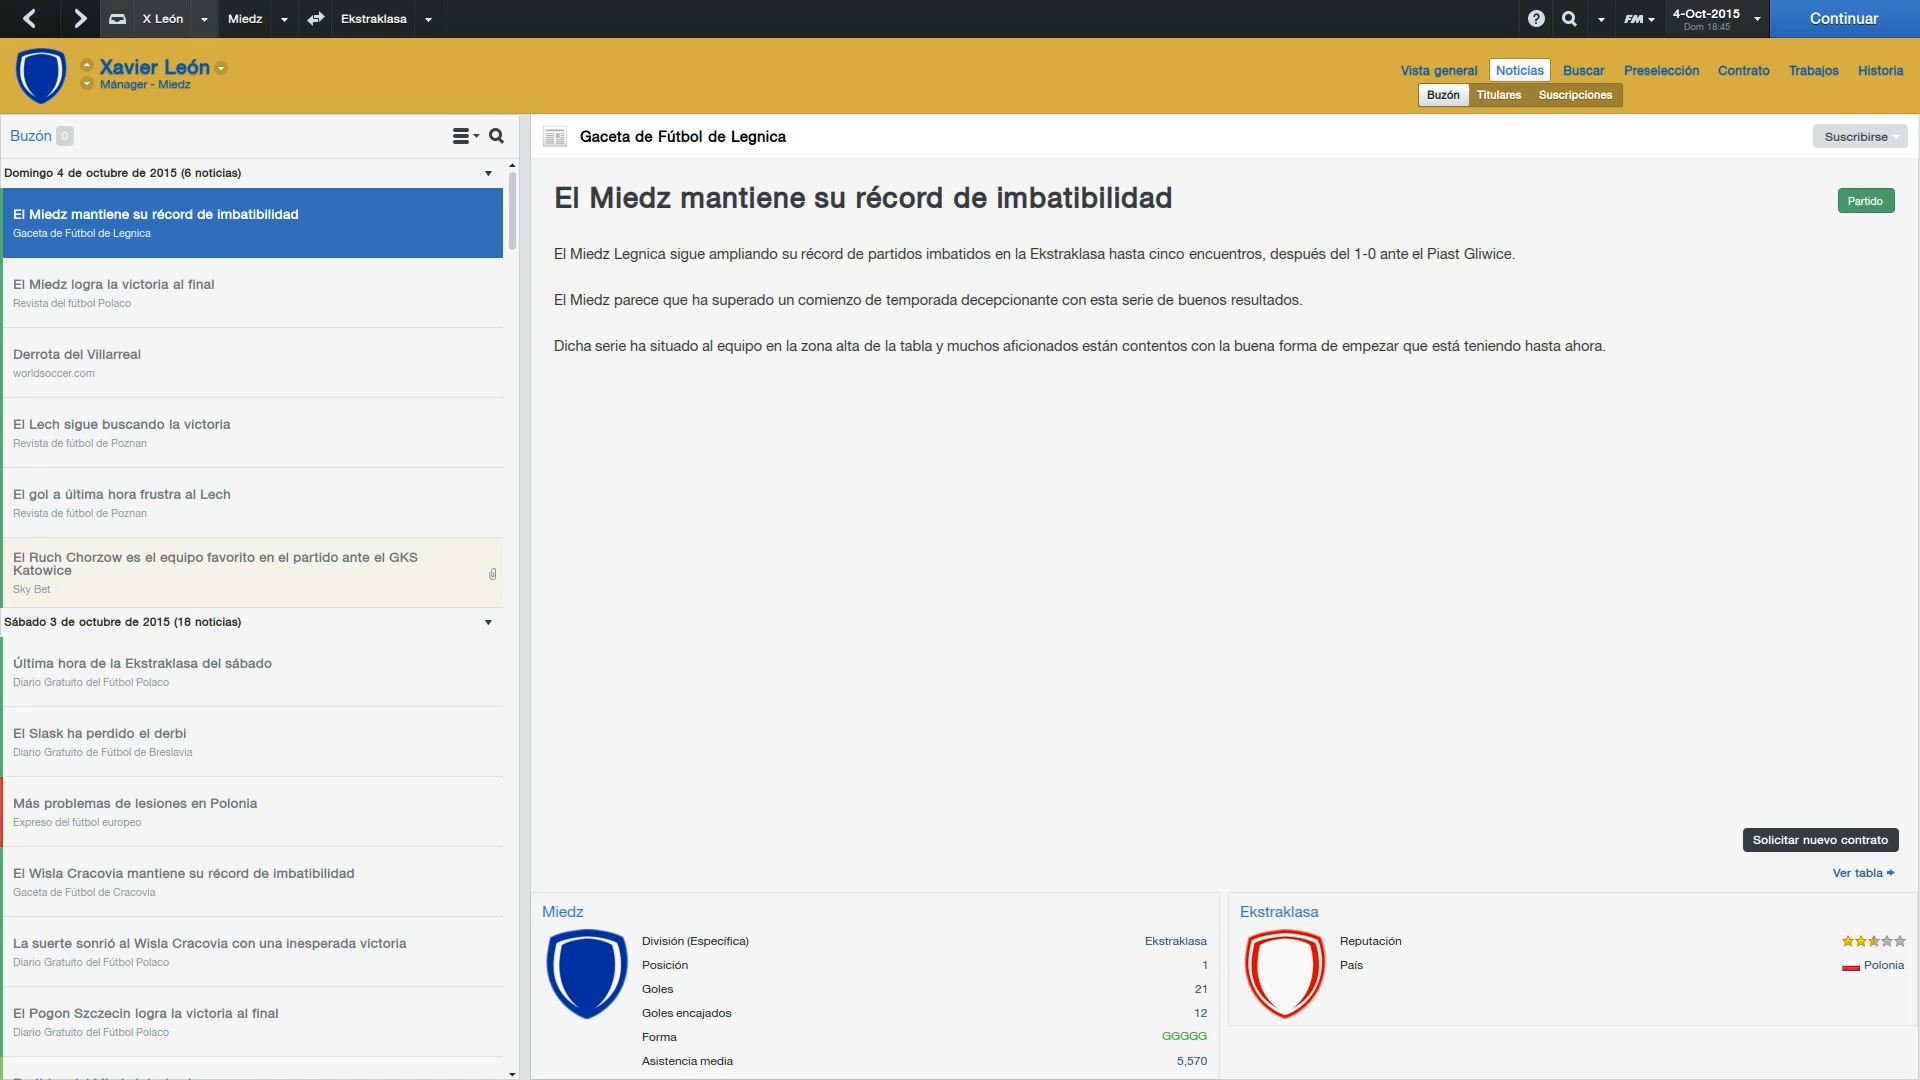 X León
Miedz
Ekstraklasa
FM
4-Oct-2015
Dom 18:45
Continuar
Xavier León
Mánager - Miedz
Vista general
Noticias
Buscar
Preselección
Contrato
Trabajos
Historia
Buzón
Titulares
Suscripciones
Buzón 0
Domingo 4 de octubre de 2015 (6 noticias)
El Miedz mantiene su récord de imbatibilidad
Gaceta de Fútbol de Legnica
El Miedz logra la victoria al final
Revista del fútbol Polaco
Derrota del Villarreal
worldsoccer.com
El Lech sigue buscando la victoria
Revista de fútbol de Poznan
El gol a última hora frustra al Lech
Revista de fútbol de Poznan
El Ruch Chorzow es el equipo favorito en el partido ante el GKS
Katowice
Sky Bet
Sábado 3 de octubre de 2015 (18 noticias)
Última hora de la Ekstraklasa del sábado
Diario Gratuito del Fútbol Polaco
El Slask ha perdido el derbi
Diario Gratuito de Fútbol de Breslavia
Más problemas de lesiones en Polonia
Expreso del fútbol europeo
El Wisla Cracovia mantiene su récord de imbatibilidad
Gaceta de Fútbol de Cracovia
La suerte sonrió al Wisla Cracovia con una inesperada victoria
Diario Gratuito del Fútbol Polaco
El Pogon Szczecin logra la victoria al final
Diario Gratuito del Fútbol Polaco
Gaceta de Fútbol de Legnica
Suscribirse
El Miedz mantiene su récord de imbatibilidad
Partido
El Miedz Legnica sigue ampliando su récord de partidos imbatidos en la Ekstraklasa hasta cinco encuentros, después del 1-0 ante el Piast Gliwice.
El Miedz parece que ha superado un comienzo de temporada decepcionante con esta serie de buenos resultados.
Dicha serie ha situado al equipo en la zona alta de la tabla y muchos aficionados están contentos con la buena forma de empezar que está teniendo hasta ahora.
Solicitar nuevo contrato
Ver tabla
Miedz
División (Específica) Ekstraklasa
Posición 1
Goles 21
Goles encajados 12
Forma GGGGG
Asistencia media 5,570
Ekstraklasa
Reputación
País Polonia